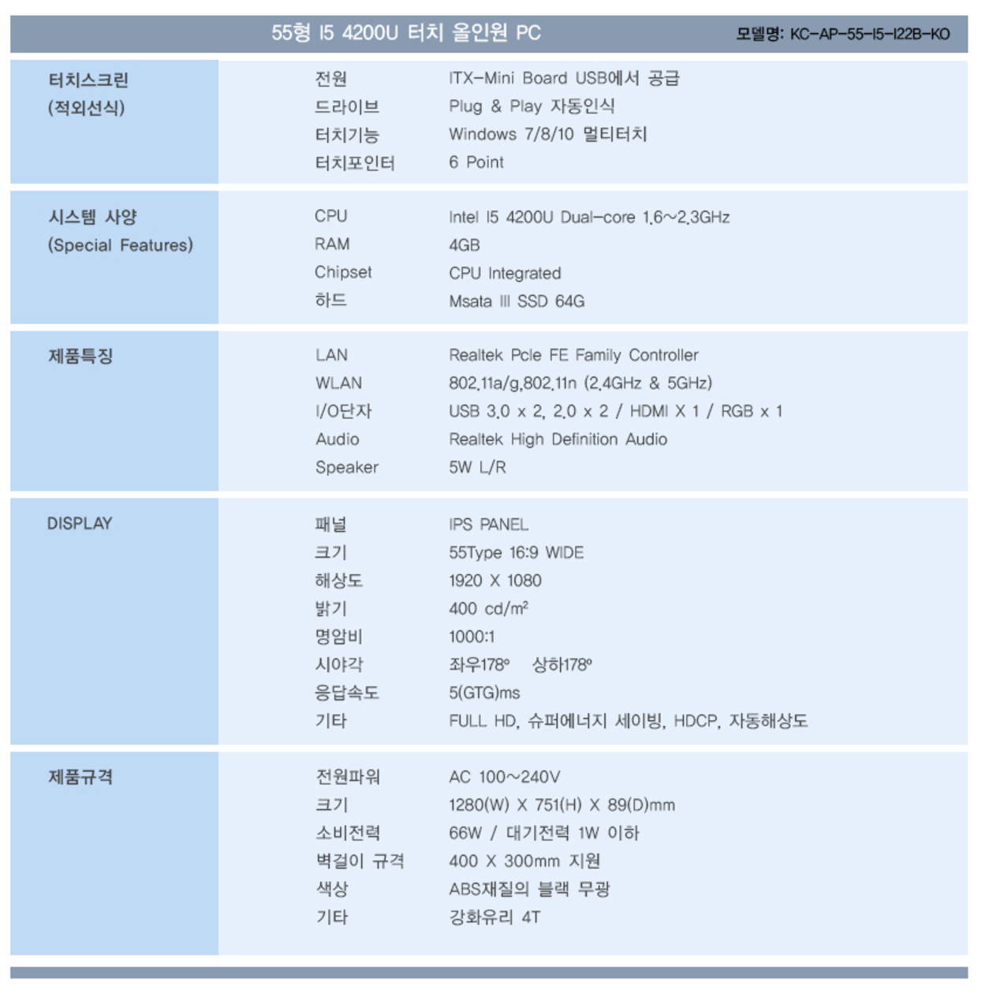 55형 I5 4200U 터치 올인원 PC 모델명: KC-AP-55-I5-I22B-KO
터치스크린 전원 ITX-Mini Board USB에서 공급
(적외선식) 드라이브 Plug & Play 자동인식
터치기능 Windows 7/8/10 멀티터치
터치포인터 6 Point
시스템 사양 CPU Intel I5 4200U Dual-core 1.6~2.3GHz
(Special Features) RAM 4GB
Chipset CPU Integrated
하드 Msata III SSD 64G
제품특징 LAN Realtek Pcle FE Family Controller
WLAN 802.11a/g,802.11n (2.4GHz & 5GHz)
I/O단자 USB 3.0 x 2, 2.0 x 2 / HDMI X 1 / RGB x 1
Audio Realtek High Definition Audio
Speaker 5W L/R
DISPLAY 패널 IPS PANEL
크기 55Type 16:9 WIDE
해상도 1920 X 1080
밝기 400 cd/m²
명암비 1000:1
시야각 좌우178º 상하178º
응답속도 5(GTG)ms
기타 FULL HD, 슈퍼에너지 세이빙, HDCP, 자동해상도
제품규격 전원파워 AC 100~240V
크기 1280(W) X 751(H) X 89(D)mm
소비전력 66W / 대기전력 1W 이하
벽걸이 규격 400 X 300mm 지원
색상 ABS재질의 블랙 무광
기타 강화유리 4T